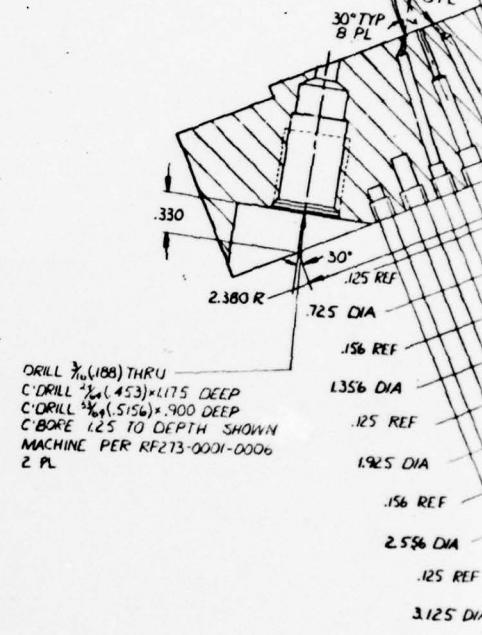 30° TYP
8 PL
.330
30°
.125 REF
2.380 R
.725 DIA
.156 REF
DRILL 3/16 (.188) THRU
C'DRILL 29/64 (.453) × 1.175 DEEP
C'DRILL 33/64 (.5156) × .900 DEEP
C'BORE 1.25 TO DEPTH SHOWN
MACHINE PER RF273-0001-0006
2 PL
1.356 DIA
.125 REF
1.925 DIA
.156 REF
2.556 DIA
.125 REF
3.125 DIA